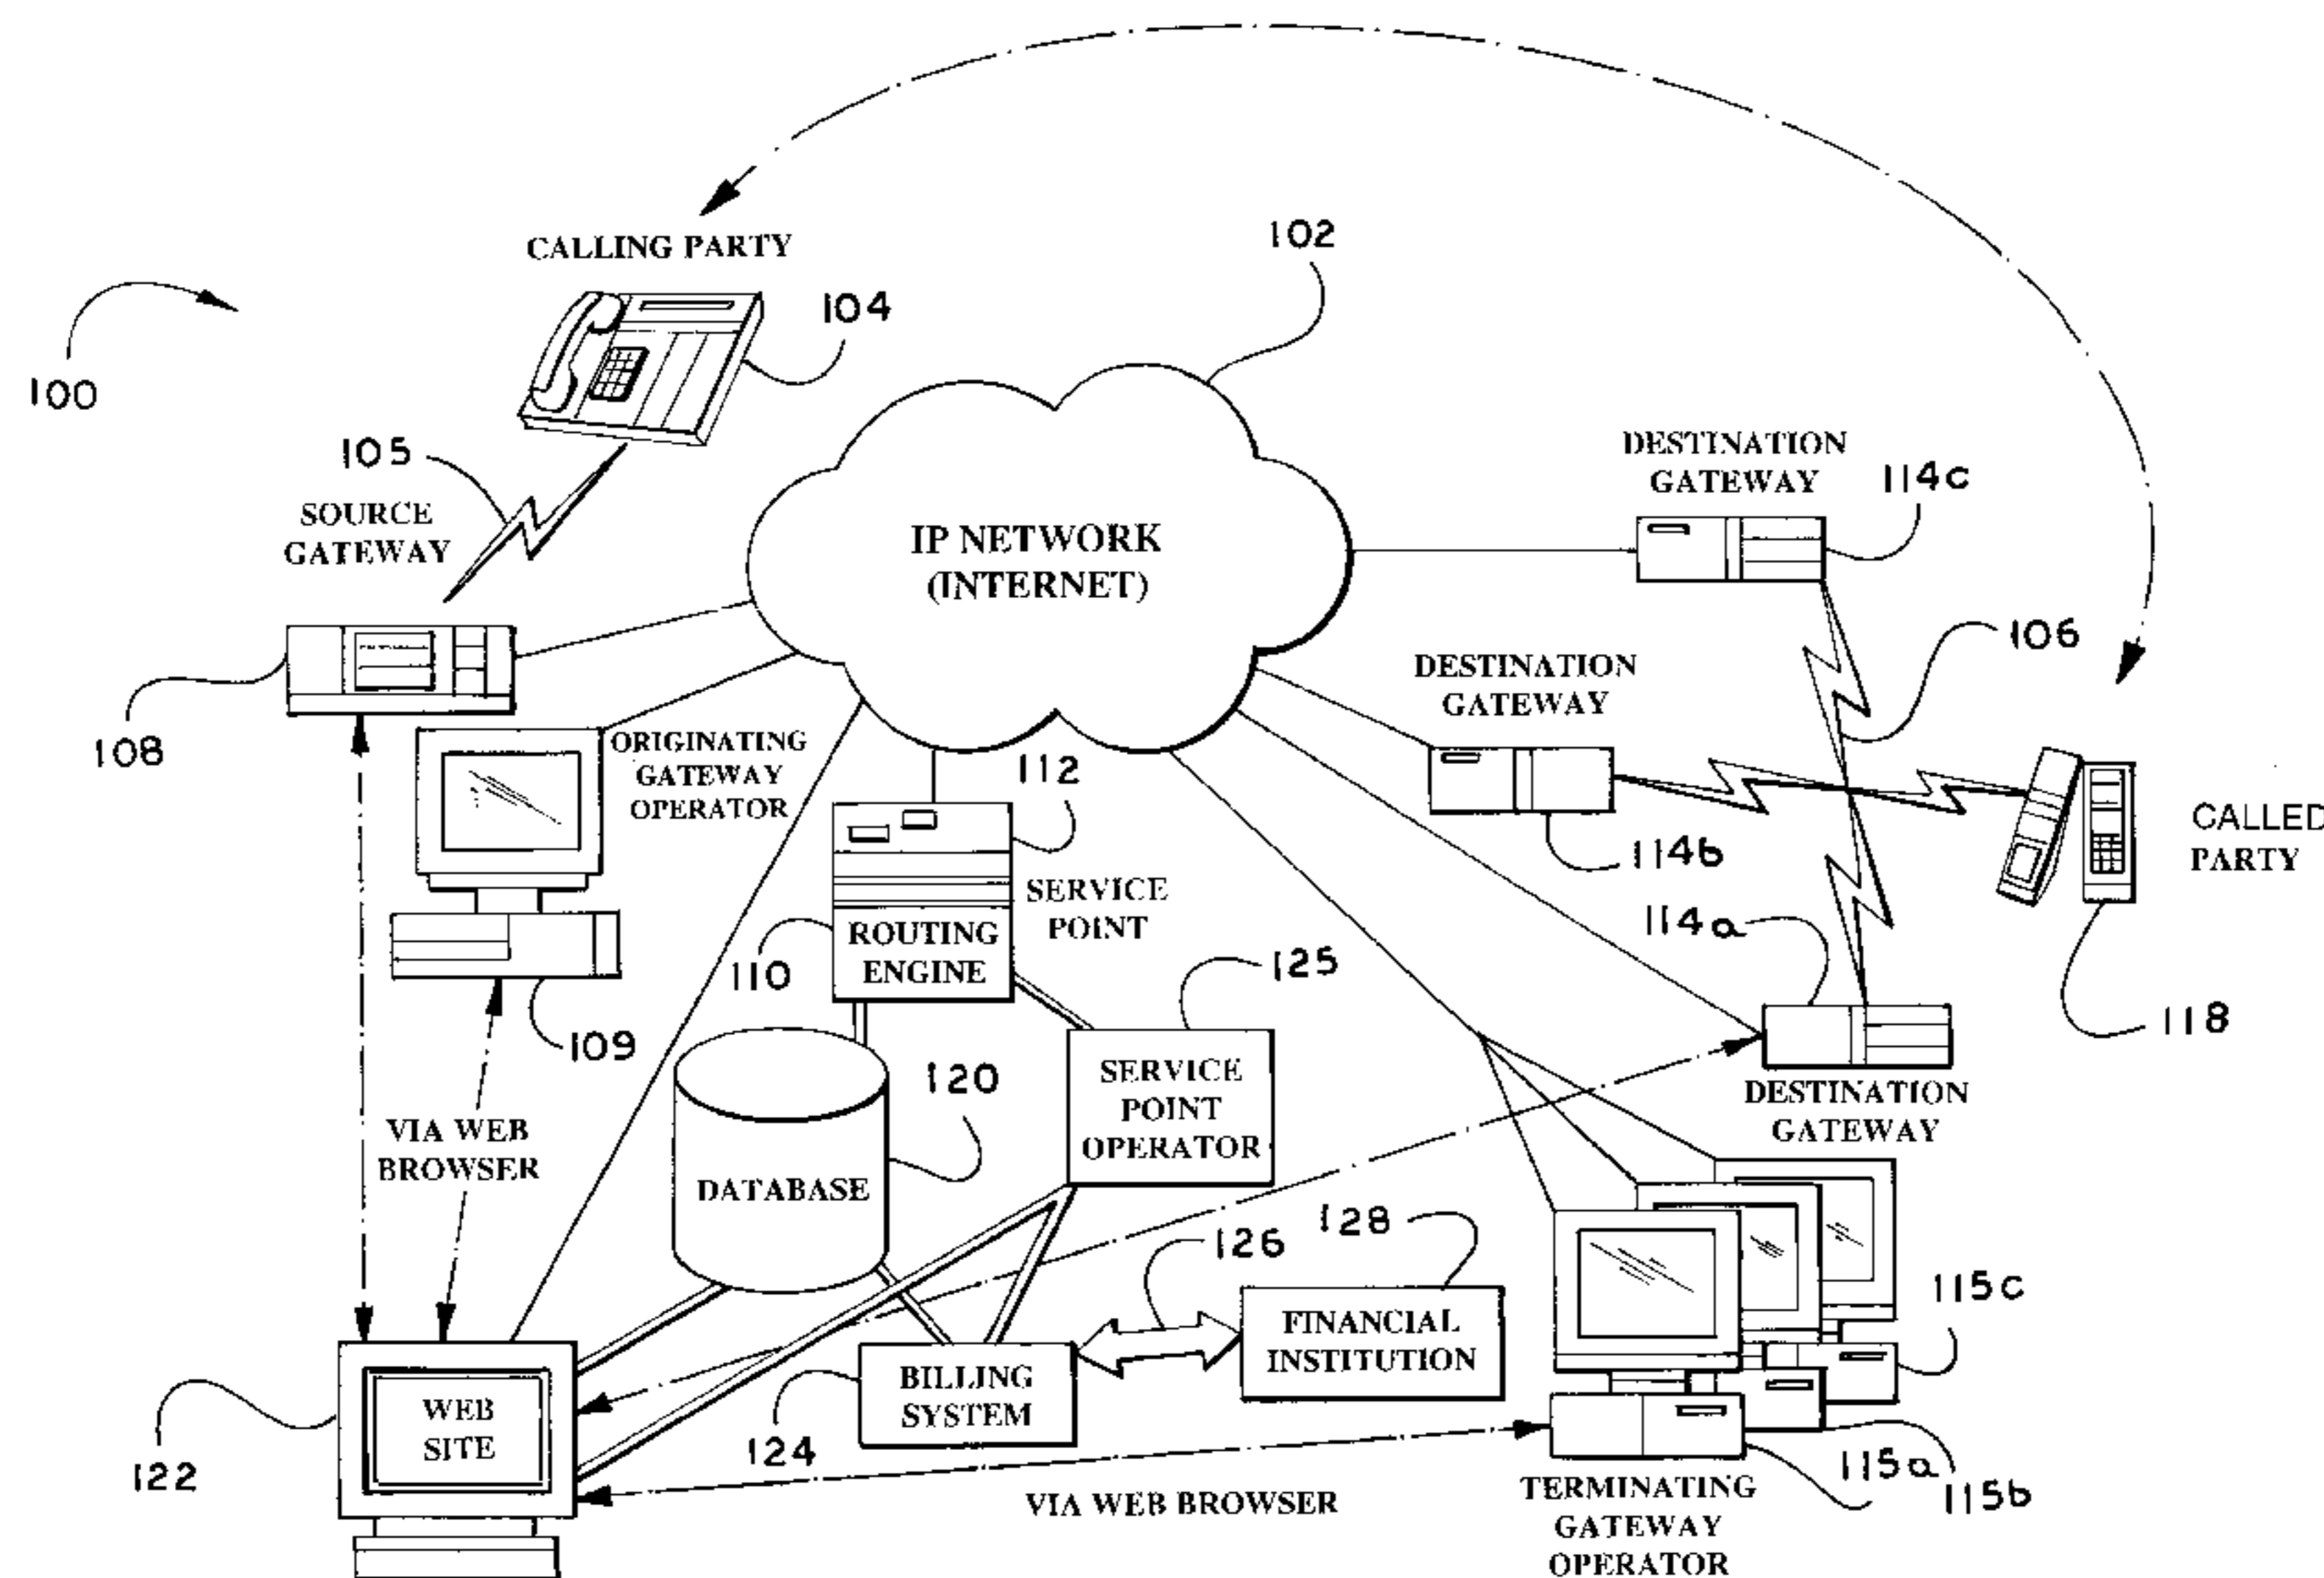 CALLING PARTY
102
104
100
105
SOURCE
GATEWAY
IP NETWORK
(INTERNET)
DESTINATION
GATEWAY
114c
106
DESTINATION
GATEWAY
108
ORIGINATING
GATEWAY
OPERATOR
112
SERVICE
POINT
114b
CALLED
PARTY
110
ROUTING
ENGINE
125
114a
118
109
120
SERVICE
POINT
OPERATOR
DESTINATION
GATEWAY
VIA WEB
BROWSER
DATABASE
126
128
115c
FINANCIAL
INSTITUTION
WEB
SITE
BILLING
SYSTEM
122
124
115a
115b
VIA WEB BROWSER
TERMINATING
GATEWAY
OPERATOR